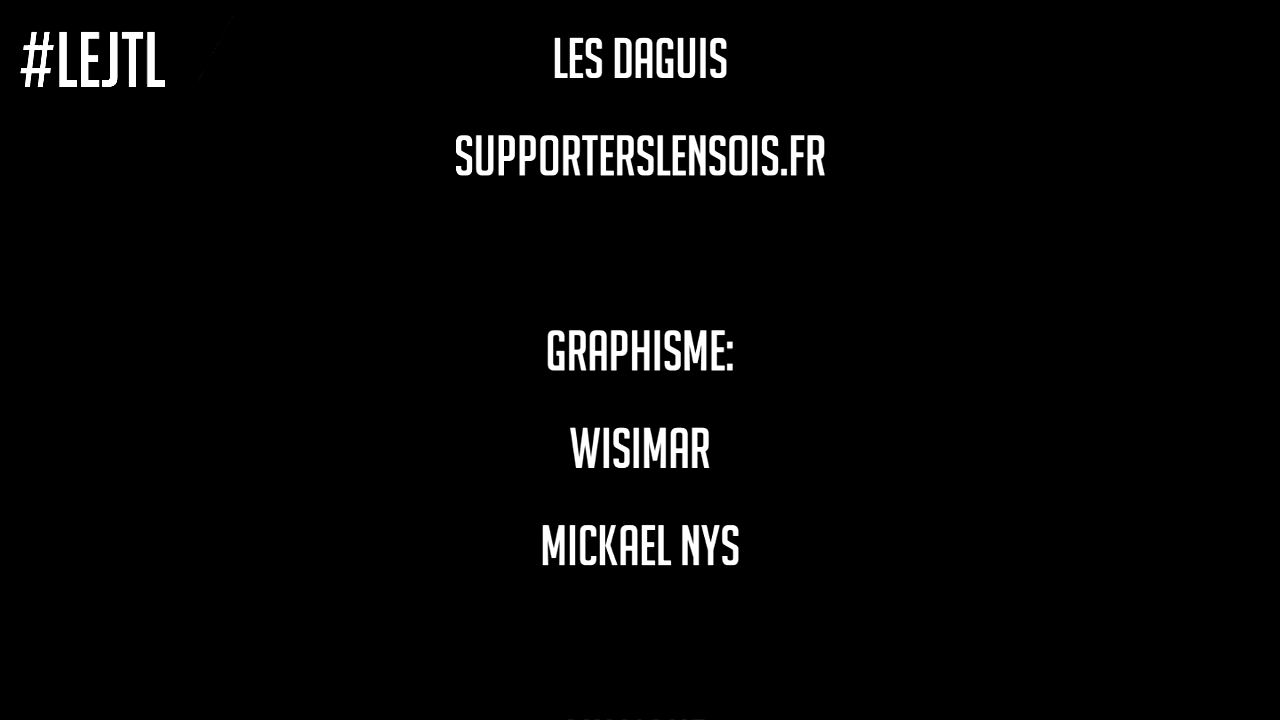 #LEJTL
LES DAGUIS
SUPPORTERSLENSOIS.FR
GRAPHISME:
WISIMAR
MICKAEL NYS